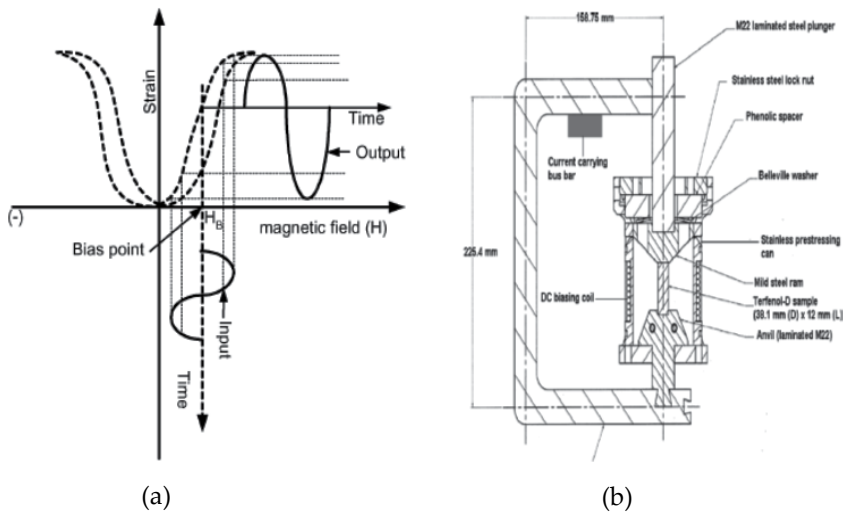 Strain
Time
Output
(-)
H_B
magnetic field (H)
Bias point
Input
Time
(a)
158.75 mm
M22 laminated steel plunger
Stainless steel lock nut
Phenolic spacer
Current carrying
bus bar
Belleville washer
225.4 mm
Stainless prestressing
can
DC biasing coil
Mild steel ram
Terfenol-D sample
(38.1 mm (D) x 12 mm (L)
Anvil (laminated M22)
(b)